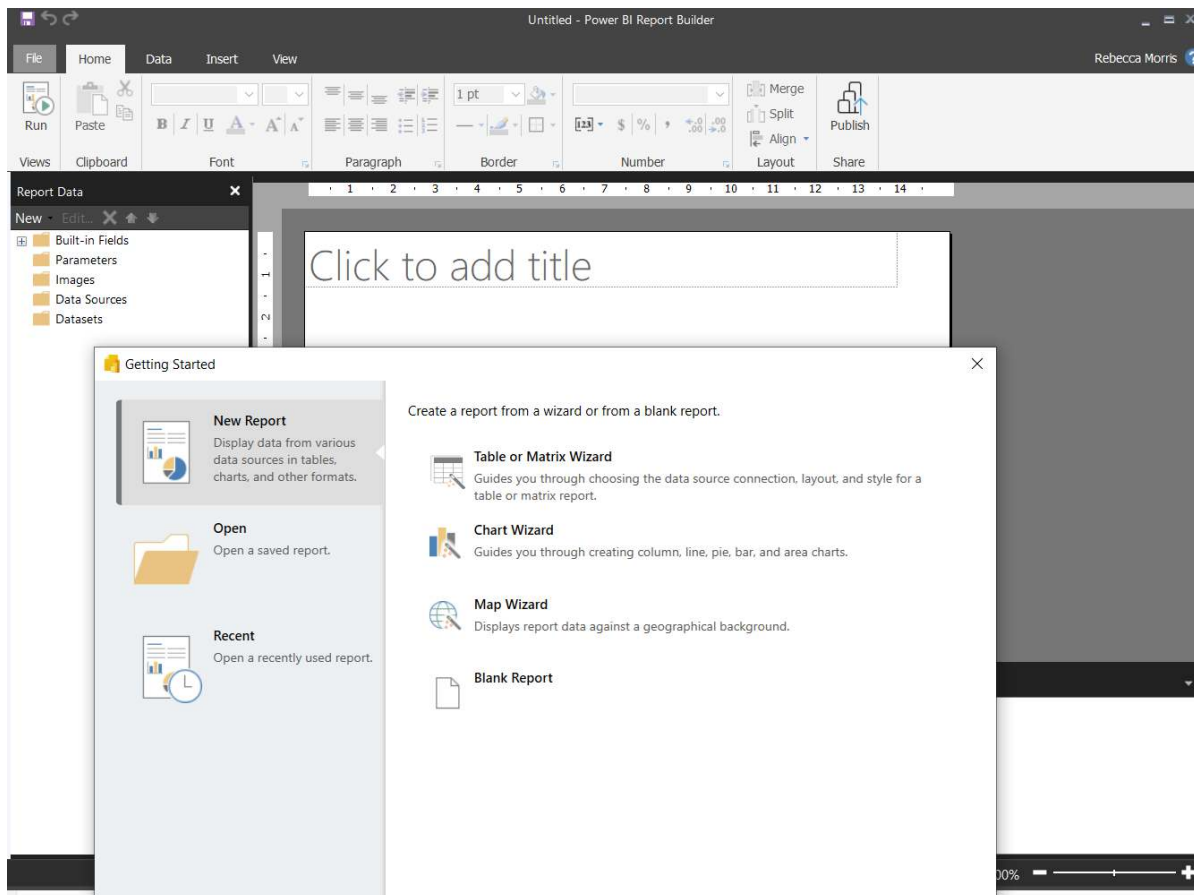 Untitled - Power BI Report Builder
File Home Data Insert View Rebecca Morris ?
Run Paste
B I U A A A
1 pt
$ % ,
Merge
Split
Align
Publish
Views Clipboard Font Paragraph Border Number Layout Share
Report Data
New Edit...
Built-in Fields
Parameters
Images
Data Sources
Datasets
1 2 3 4 5 6 7 8 9 10 11 12 13 14
1
2
Click to add title
Getting Started
New Report
Display data from various
data sources in tables,
charts, and other formats.
Open
Open a saved report.
Recent
Open a recently used report.
Create a report from a wizard or from a blank report.
Table or Matrix Wizard
Guides you through choosing the data source connection, layout, and style for a
table or matrix report.
Chart Wizard
Guides you through creating column, line, pie, bar, and area charts.
Map Wizard
Displays report data against a geographical background.
Blank Report